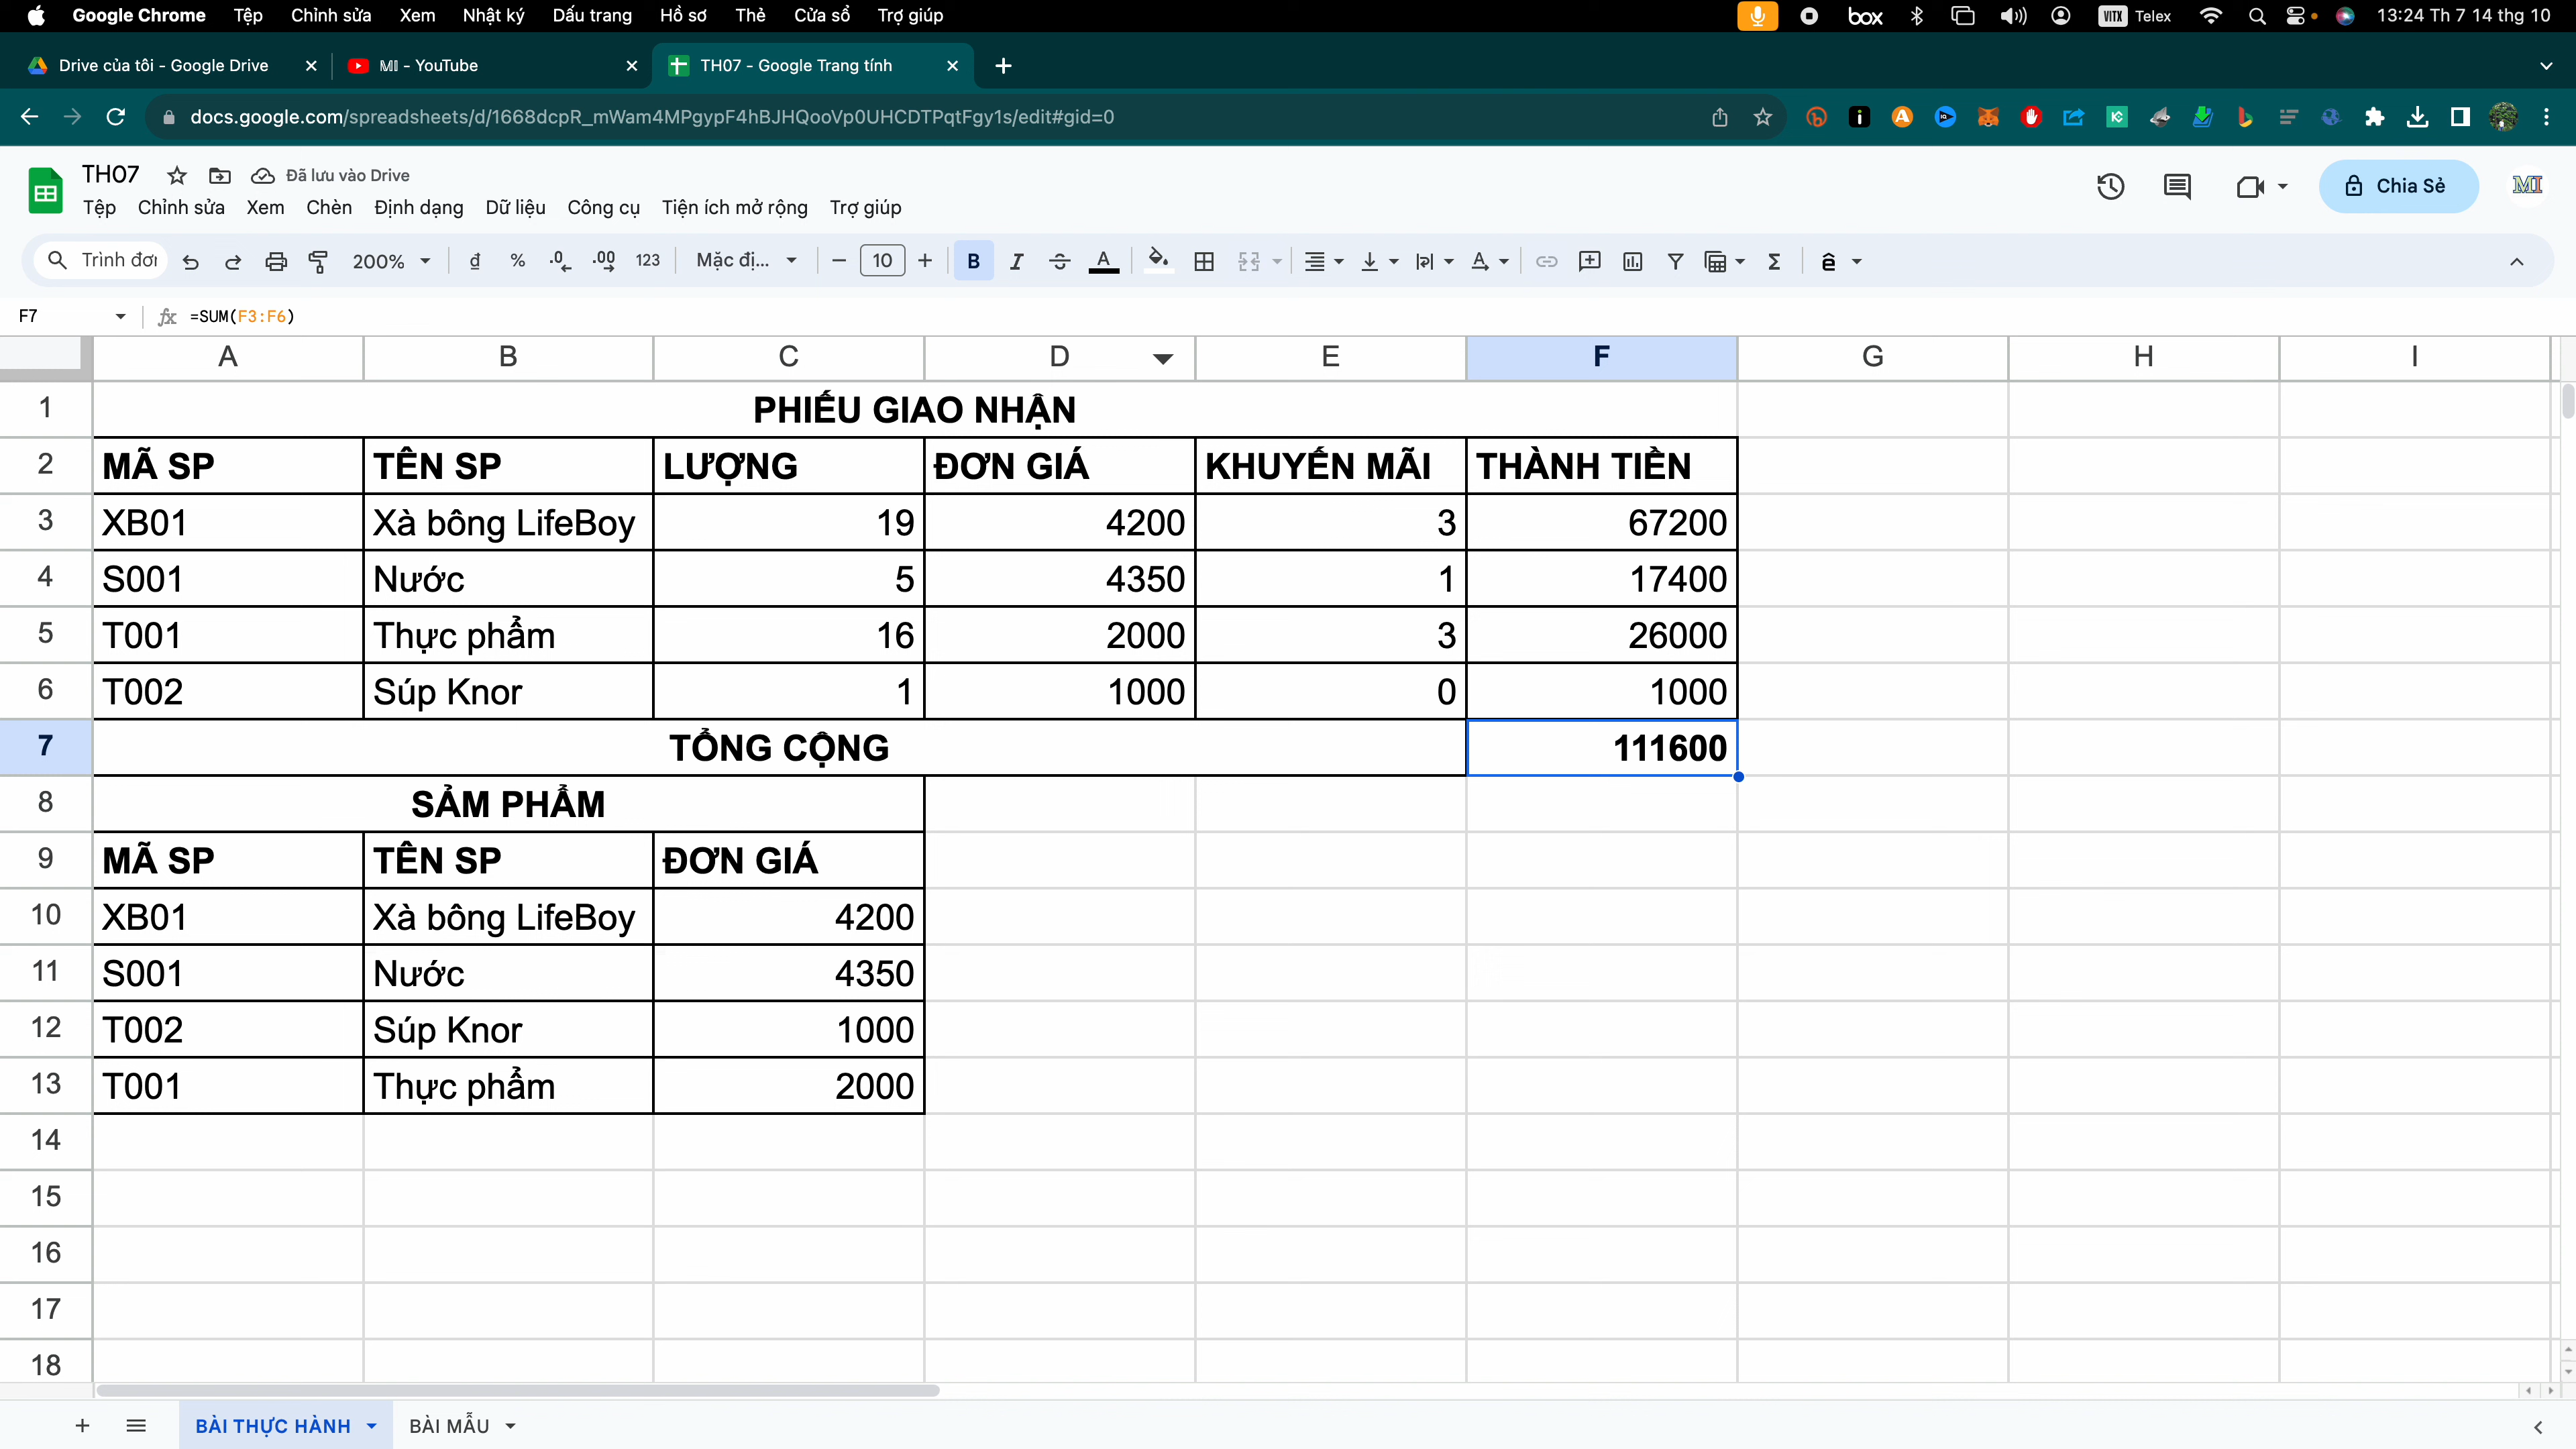 Google Chrome Tệp Chỉnh sửa Xem Nhật ký Dấu trang Hồ sơ Thẻ Cửa sổ Trợ giúp box VITX Telex 13:24 Th 7 14 thg 10
Drive của tôi - Google Drive MI - YouTube TH07 - Google Trang tính
docs.google.com/spreadsheets/d/1668dcpR_mWam4MPgypF4hBJHQooVp0UHCDTPqtFgy1s/edit#gid=0
TH07 Đã lưu vào Drive
Tệp Chỉnh sửa Xem Chèn Định dạng Dữ liệu Công cụ Tiện ích mở rộng Trợ giúp Chia Sẻ MI
Trình đơn 200% đ % .0 .00 123 Mặc đị... 10 B I A
F7 fx =SUM(F3:F6)
A B C D E F G H I
1 PHIẾU GIAO NHẬN
2 MÃ SP TÊN SP LƯỢNG ĐƠN GIÁ KHUYẾN MÃI THÀNH TIỀN
3 XB01 Xà bông LifeBoy 19 4200 3 67200
4 S001 Nước 5 4350 1 17400
5 T001 Thực phẩm 16 2000 3 26000
6 T002 Súp Knor 1 1000 0 1000
7 TỔNG CỘNG 111600
8 SẢM PHẨM
9 MÃ SP TÊN SP ĐƠN GIÁ
10 XB01 Xà bông LifeBoy 4200
11 S001 Nước 4350
12 T002 Súp Knor 1000
13 T001 Thực phẩm 2000
14
15
16
17
18
BÀI THỰC HÀNH BÀI MẪU